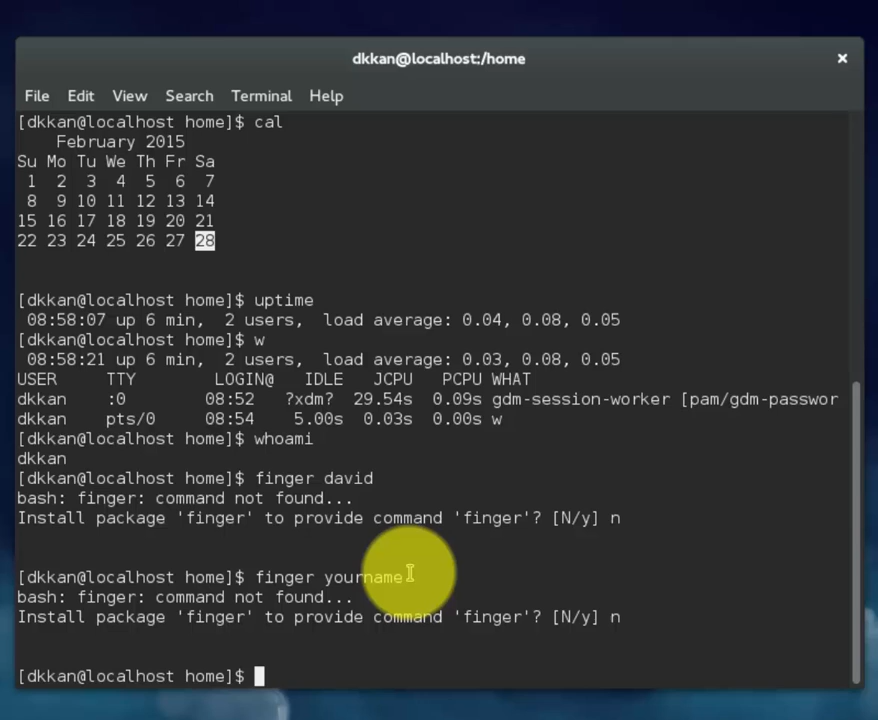 dkkan@localhost:/home
File Edit View Search Terminal Help
[dkkan@localhost home]$ cal
    February 2015
Su Mo Tu We Th Fr Sa
 1  2  3  4  5  6  7
 8  9 10 11 12 13 14
15 16 17 18 19 20 21
22 23 24 25 26 27 28
[dkkan@localhost home]$ uptime
 08:58:07 up 6 min,  2 users,  load average: 0.04, 0.08, 0.05
[dkkan@localhost home]$ w
 08:58:21 up 6 min,  2 users,  load average: 0.03, 0.08, 0.05
USER     TTY        LOGIN@   IDLE   JCPU   PCPU WHAT
dkkan    :0         08:52   ?xdm?  29.54s  0.09s gdm-session-worker [pam/gdm-passwor
dkkan    pts/0     08:54    5.00s  0.03s  0.00s w
[dkkan@localhost home]$ whoami
dkkan
[dkkan@localhost home]$ finger david
bash: finger: command not found...
Install package 'finger' to provide command 'finger'? [N/y] n
[dkkan@localhost home]$ finger yourname
bash: finger: command not found...
Install package 'finger' to provide command 'finger'? [N/y] n
[dkkan@localhost home]$